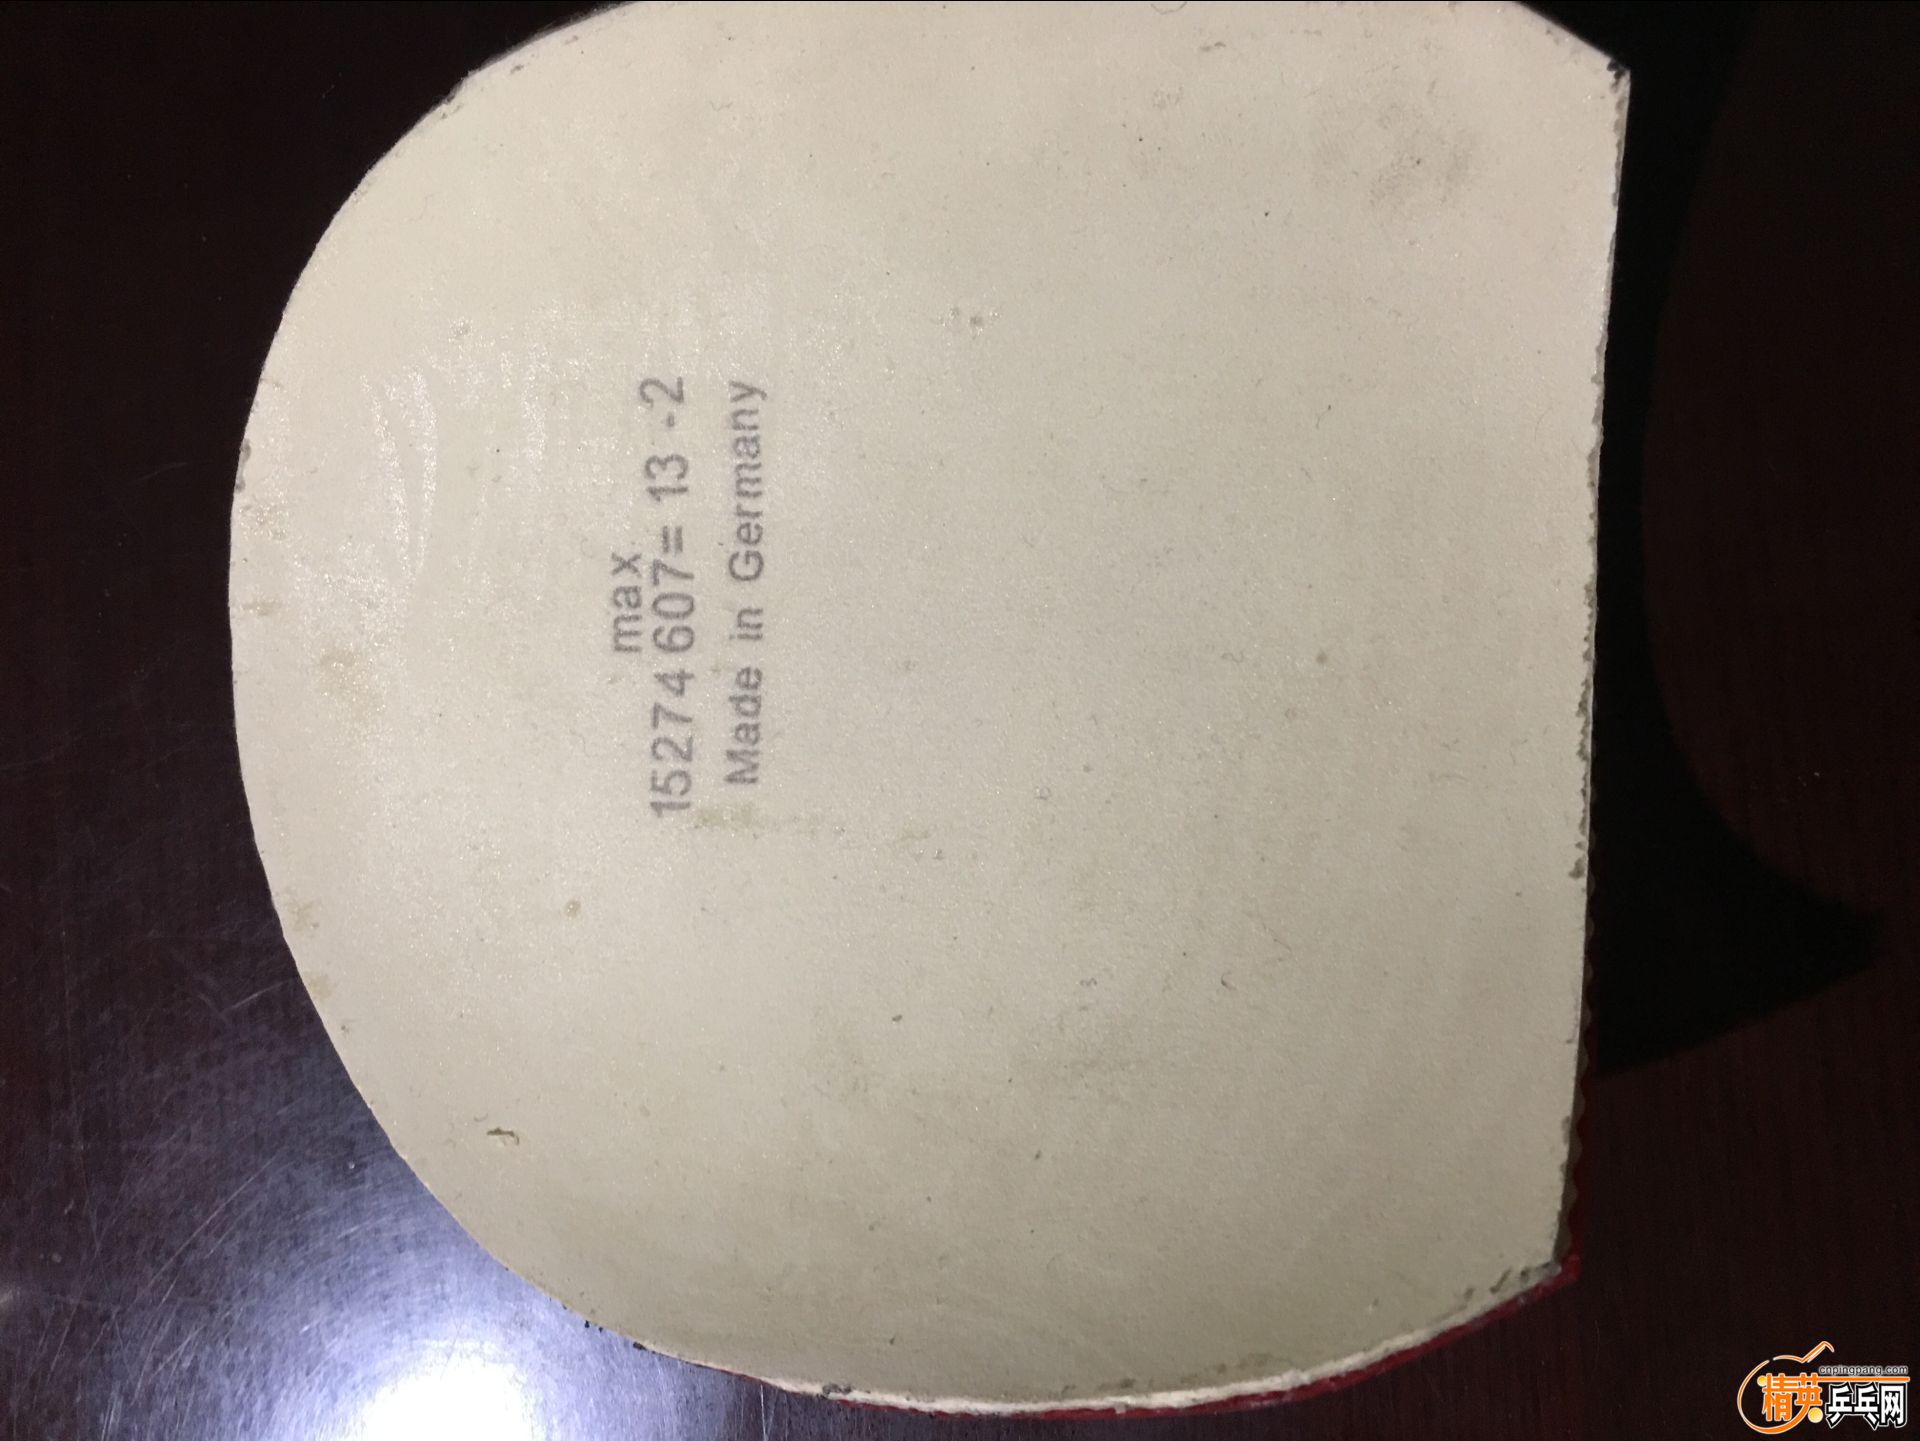 max
15274 607= 13 -2
Made in Germany
cnpingpang.com
精英乒乓网